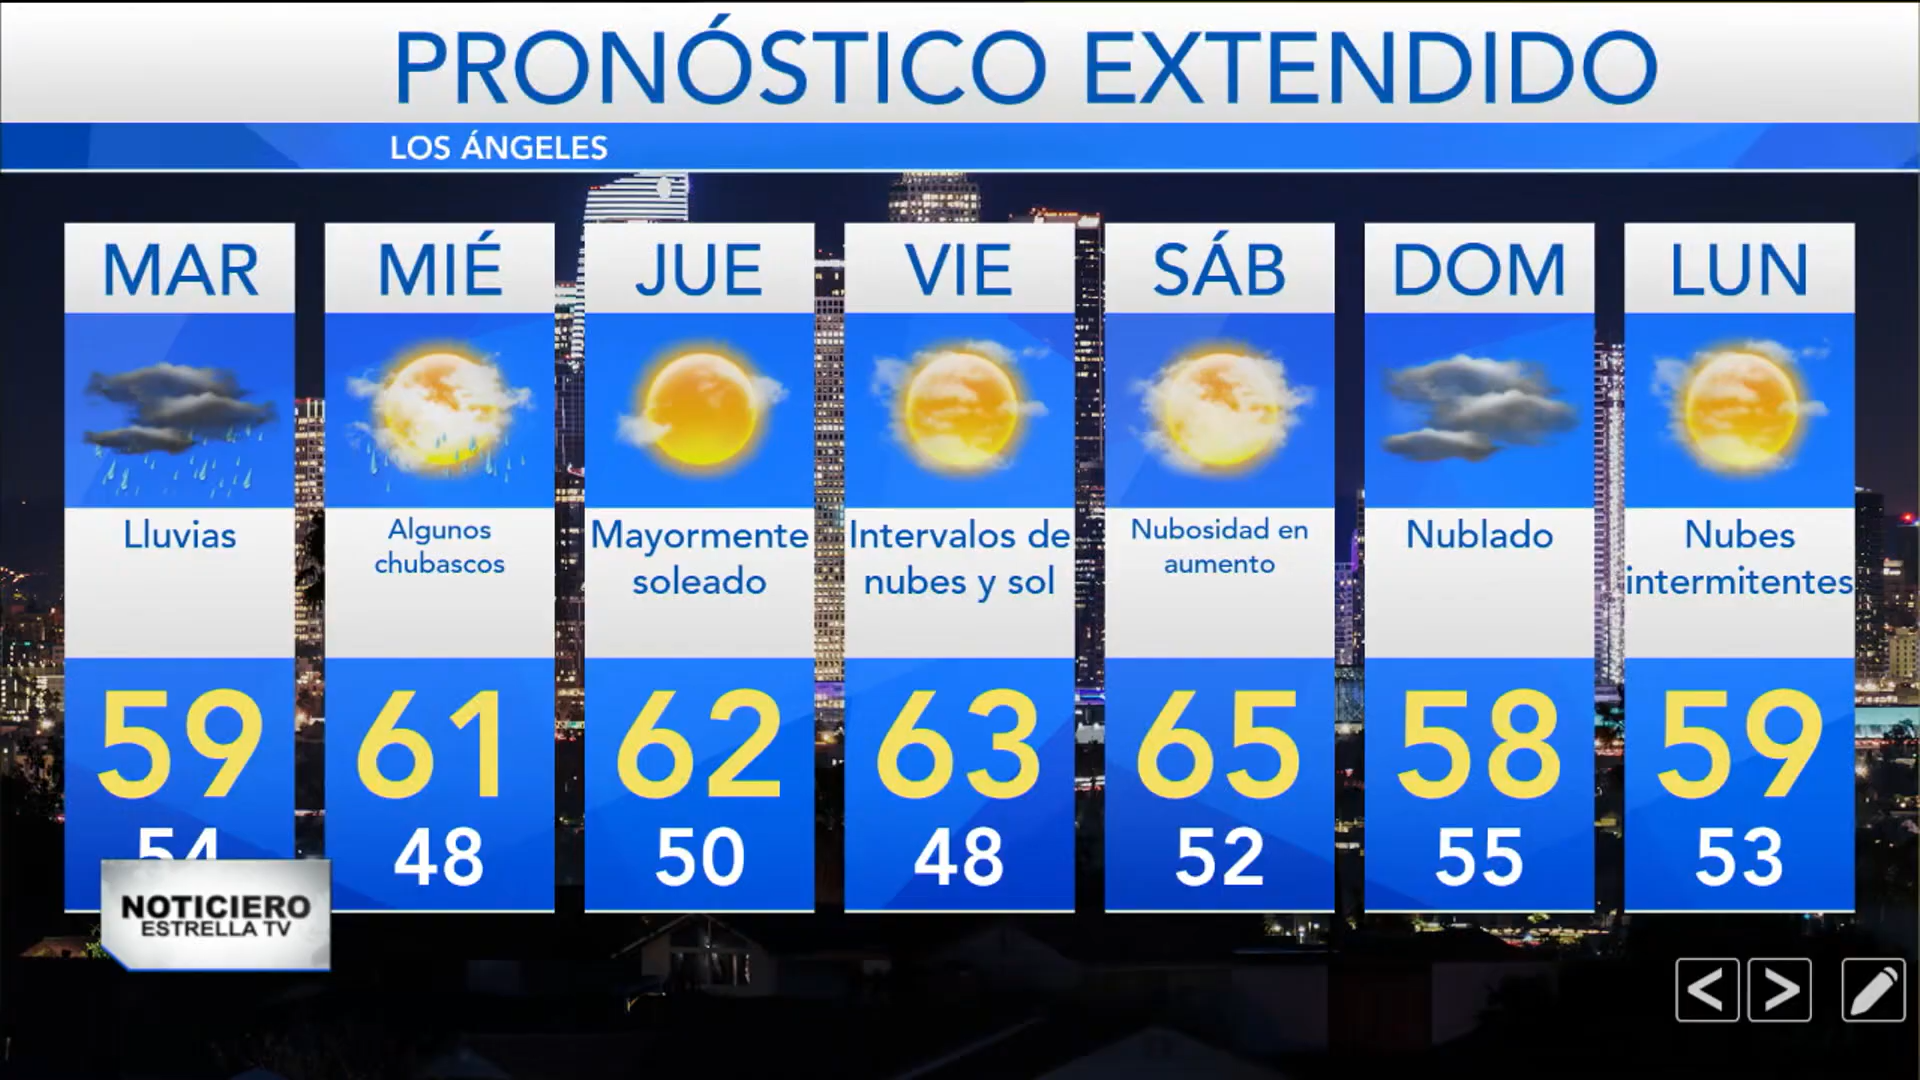 PRONÓSTICO EXTENDIDO
LOS ÁNGELES
MAR
Lluvias
59
54
MIÉ
Algunos
chubascos
61
48
JUE
Mayormente
soleado
62
50
VIE
Intervalos de
nubes y sol
63
48
SÁB
Nubosidad en
aumento
65
52
DOM
Nublado
58
55
LUN
Nubes
intermitentes
59
53
NOTICIERO
ESTRELLA TV